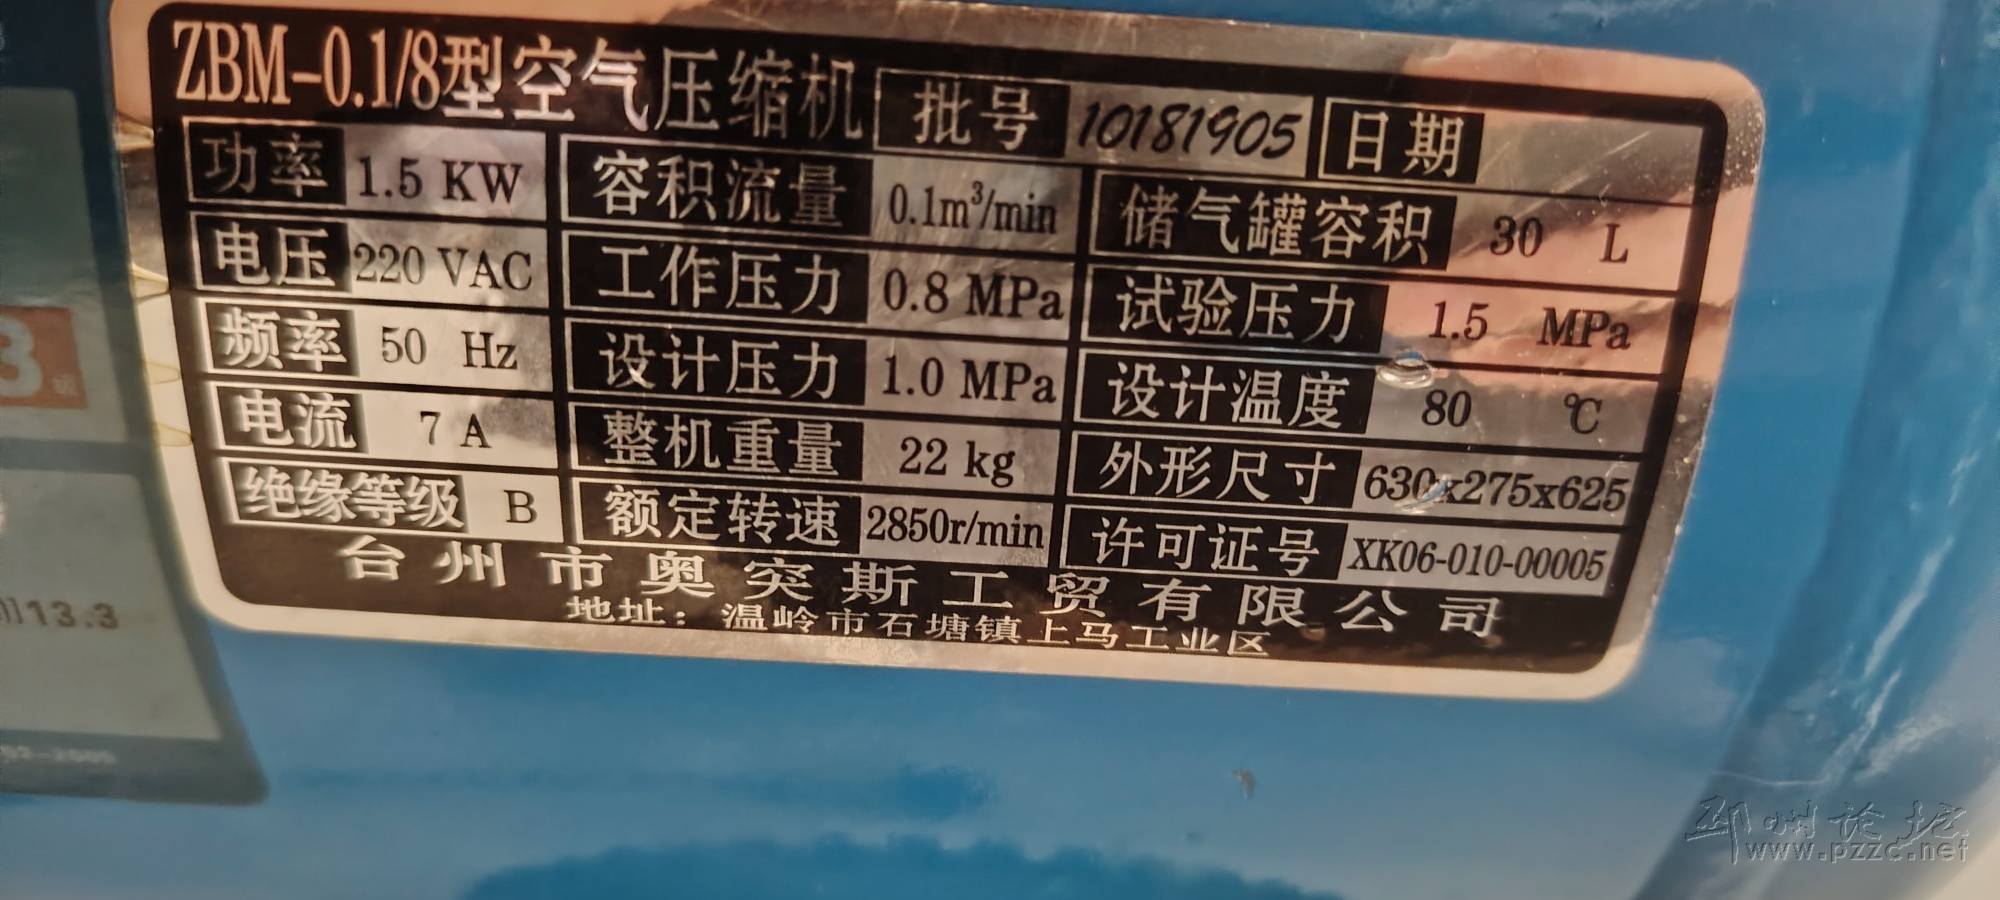 ZBM-0.1/8型空气压缩机 批号 10181905 日期
功率 1.5 KW 容积流量 0.1m³/min 储气罐容积 30 L
电压 220 VAC 工作压力 0.8 MPa 试验压力 1.5 MPa
频率 50 Hz 设计压力 1.0 MPa 设计温度 80 ℃
电流 7 A 整机重量 22 kg 外形尺寸 630x275x625
绝缘等级 B 额定转速 2850r/min 许可证号 XK06-010-00005
台州市奥突斯工贸有限公司
地址：温岭市石塘镇上马工业区
3
13.3
邳州论坛
www.pzzc.net